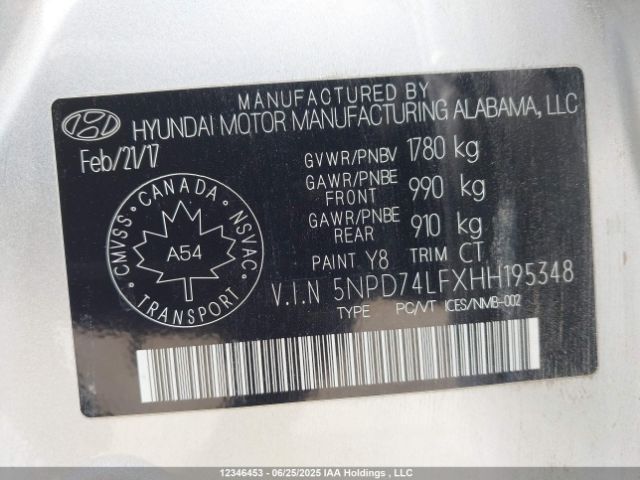 MANUFACTURED BY
HYUNDAI MOTOR MANUFACTURING ALABAMA, LLC
Feb/21/17
GVWR/PNBV 1780 kg
GAWR/PNBE FRONT 990 kg
GAWR/PNBE REAR 910 kg
PAINT Y8 TRIM CT
V.I.N 5NPD74LFXHH195348
TYPE PC/VT ICES/NMB-002
CANADA
CMVSS
NSVAC
A54
TRANSPORT
12346453 - 06/25/2025 IAA Inc., LLC.